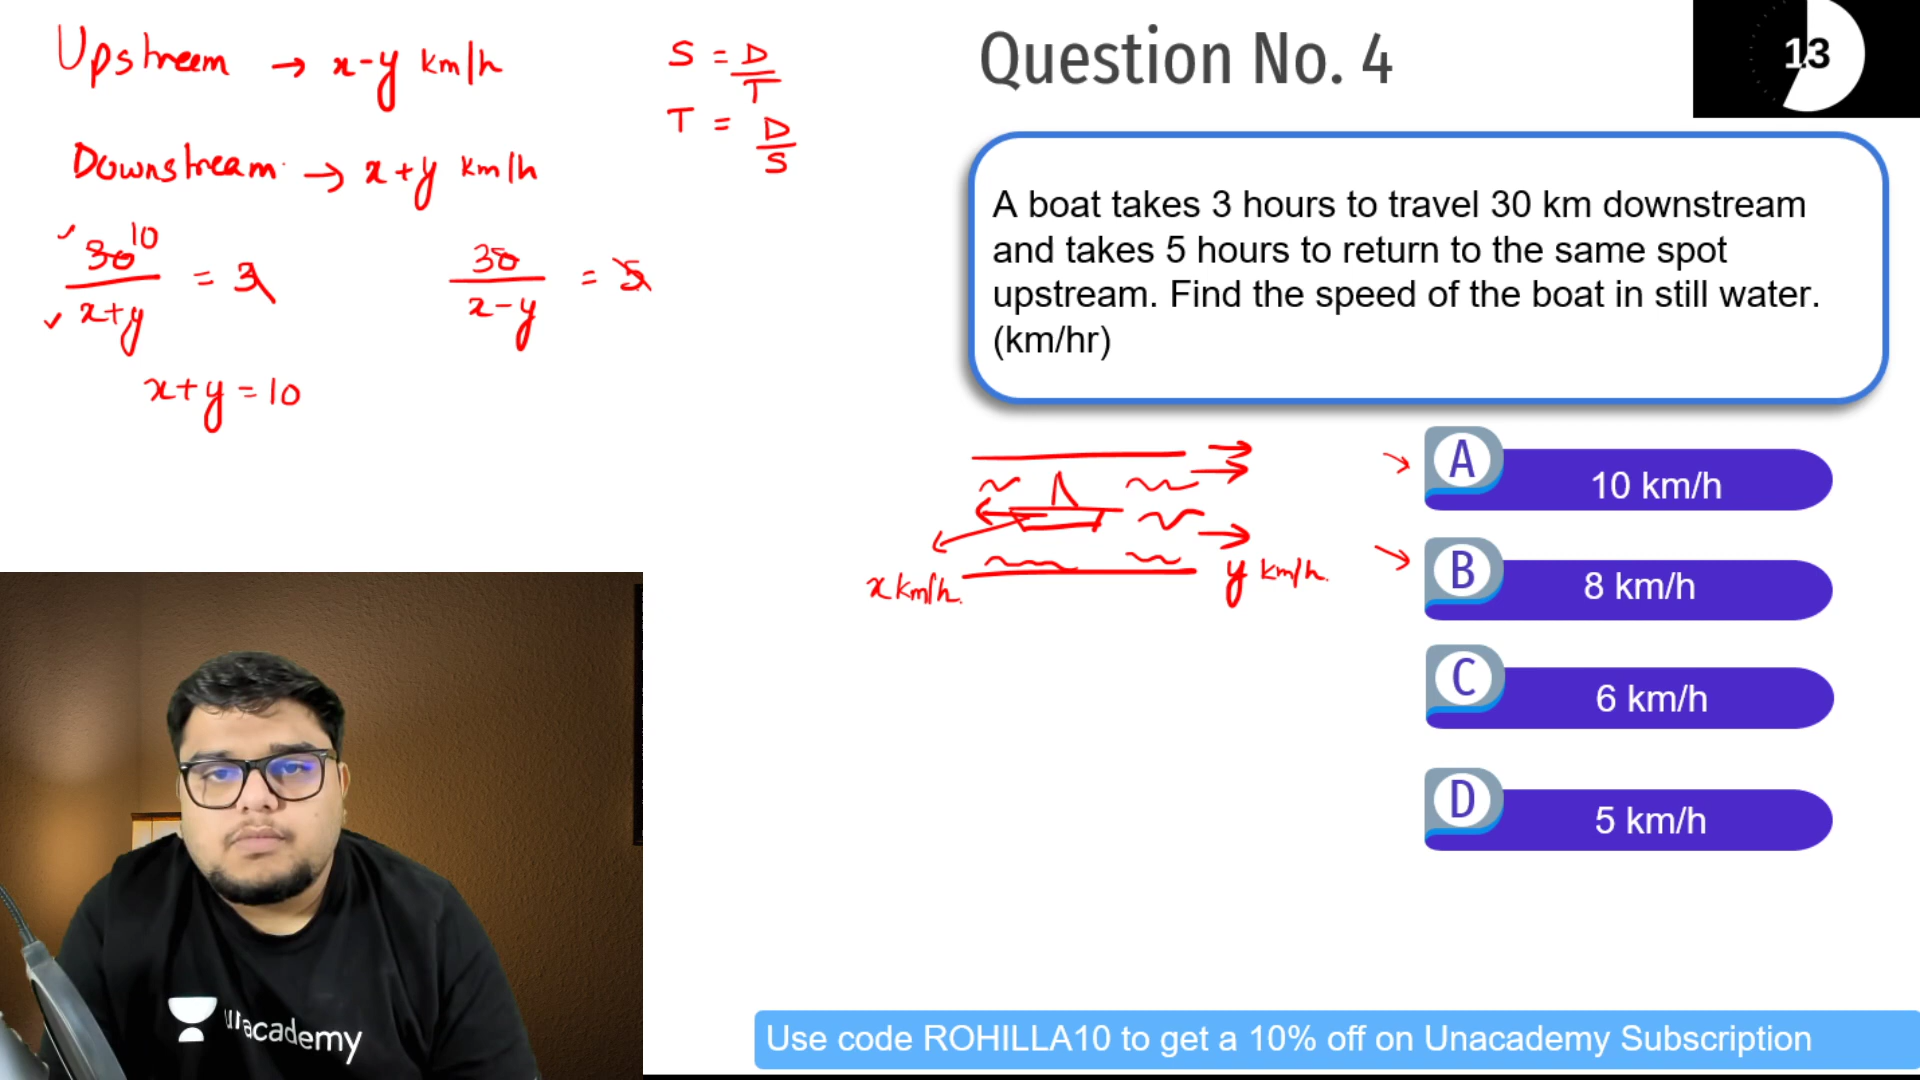 Upstream → x-y km/h
Downstream → x+y km/h
30 10
x+y
= 3
x+y = 10
30
x-y
= 5
S = D
T
T = D
S
Question No. 4
13
A boat takes 3 hours to travel 30 km downstream
and takes 5 hours to return to the same spot
upstream. Find the speed of the boat in still water.
(km/hr)
x km/h.
y km/h.
A 10 km/h
B 8 km/h
C 6 km/h
D 5 km/h
unacademy
Use code ROHILLA10 to get a 10% off on Unacademy Subscription